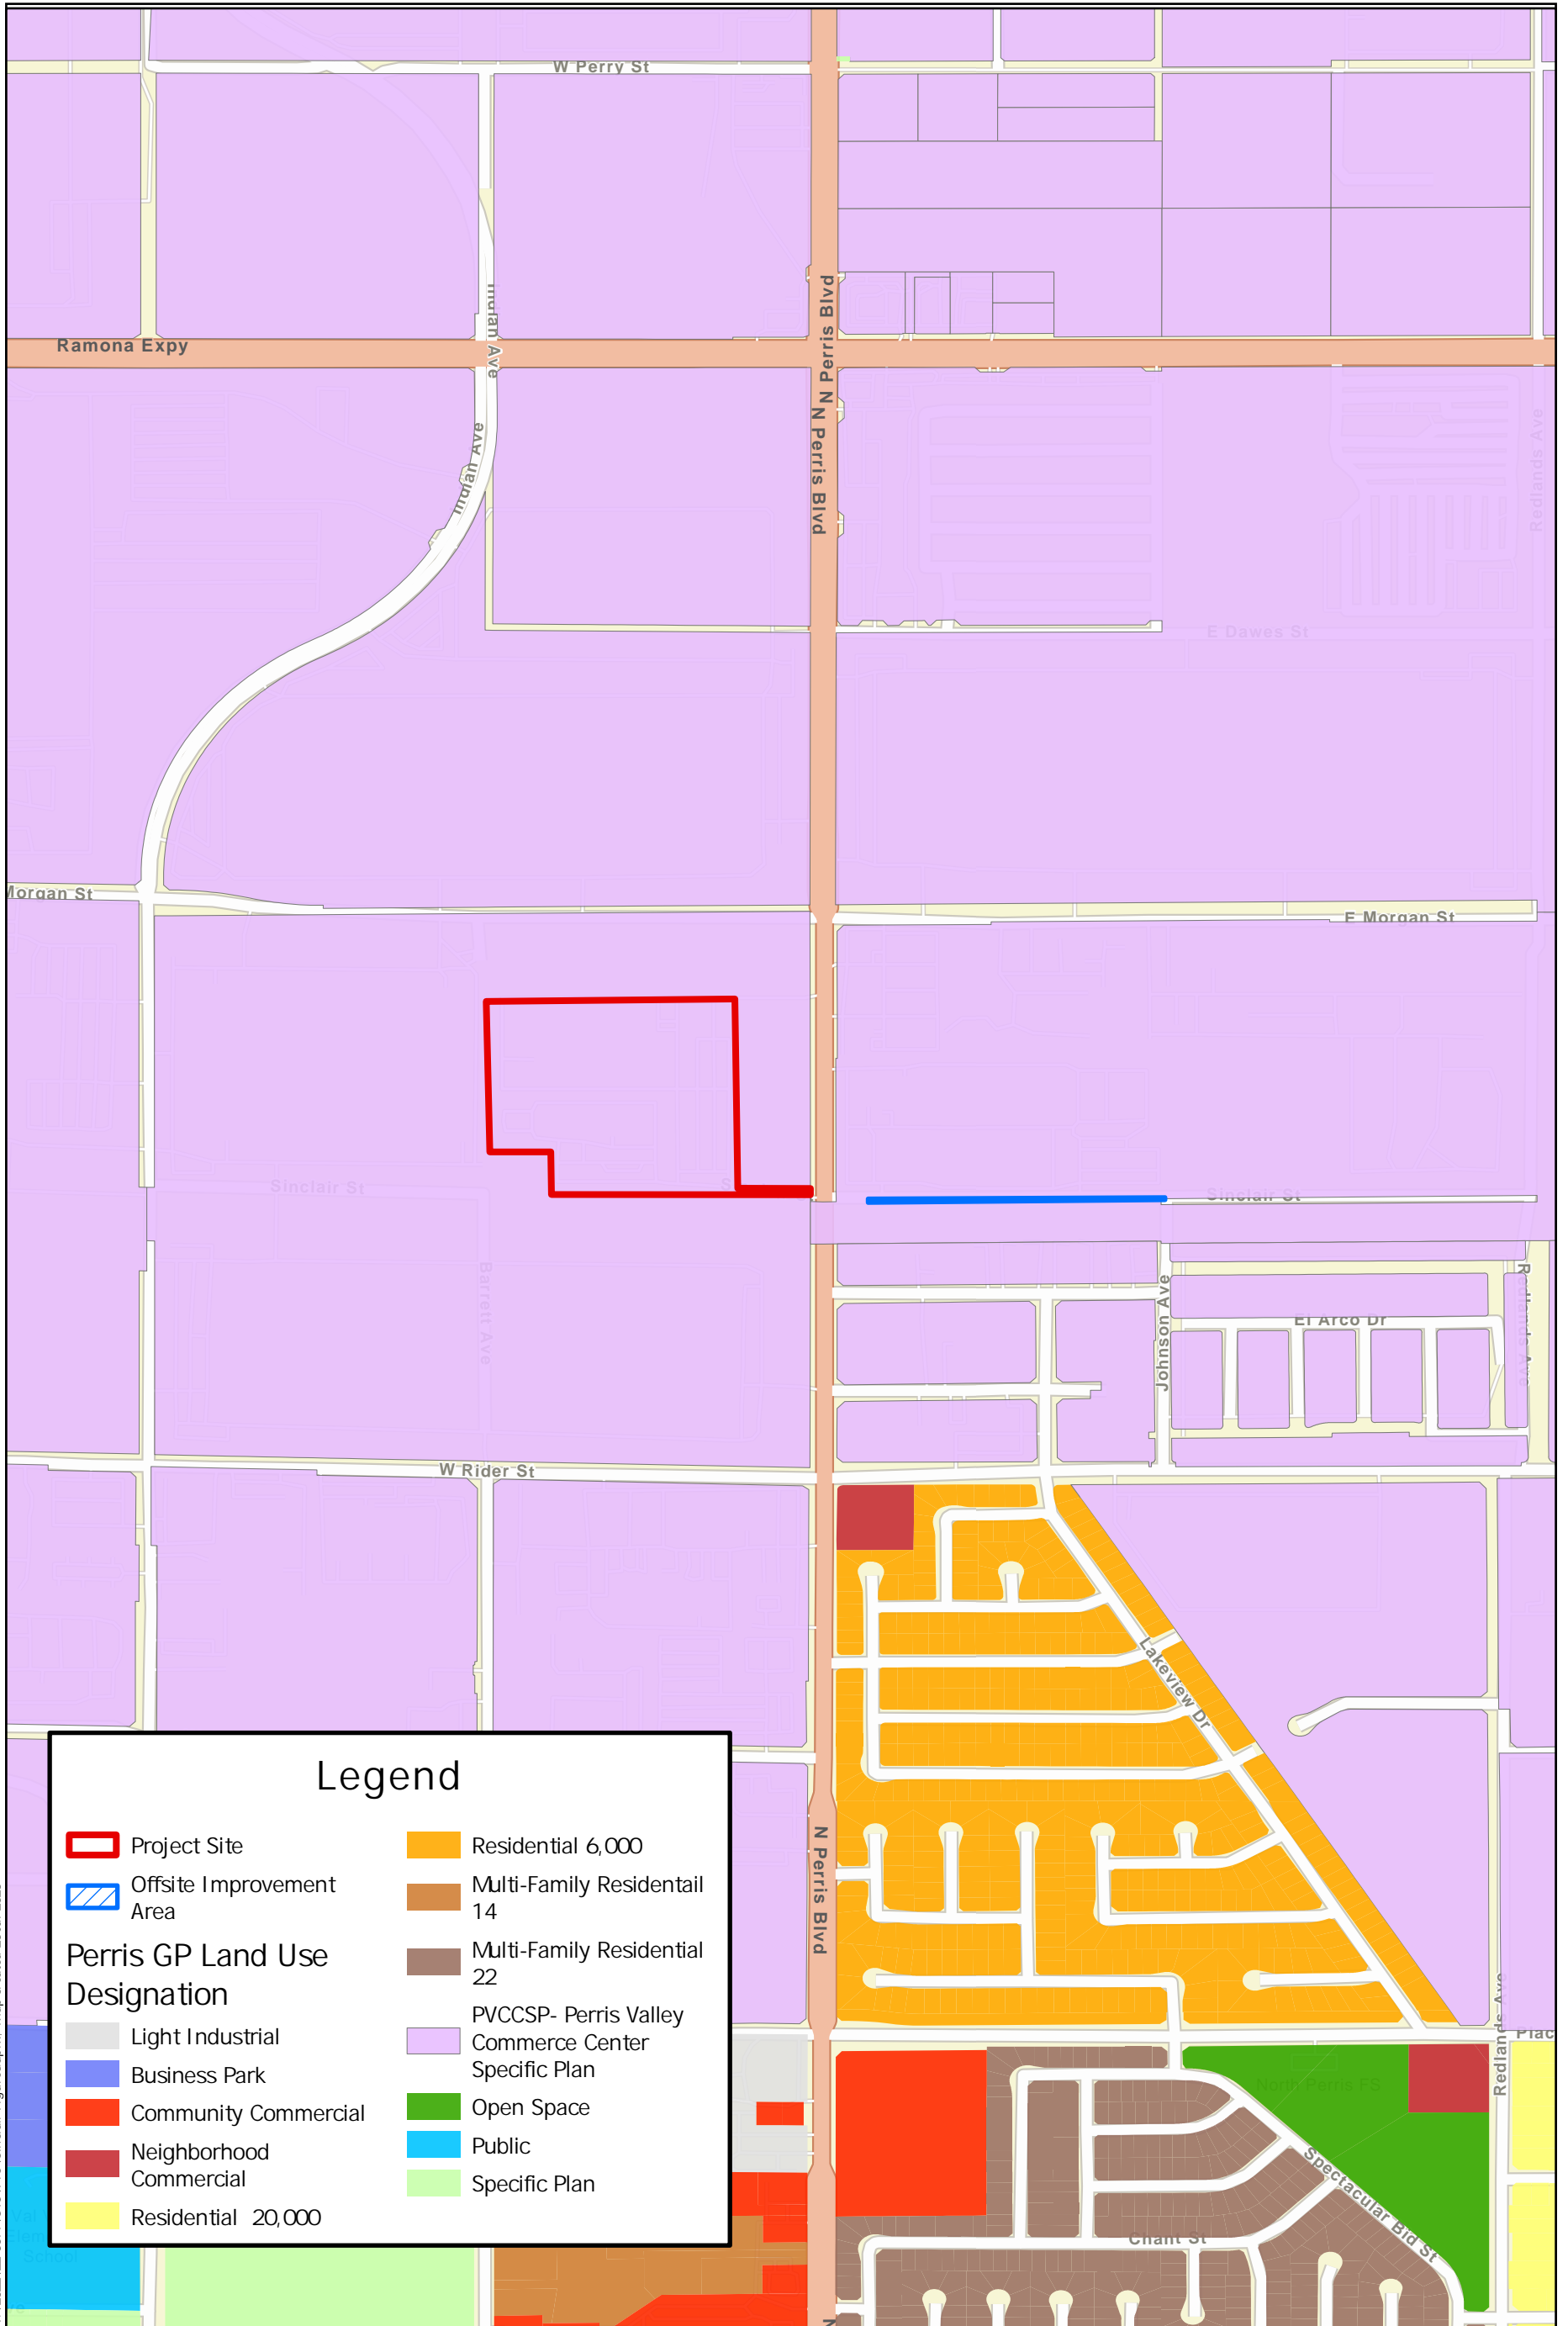 W Perry St
Indian Ave
N Perris Blvd
Ramona Expy
N Perris Blvd
Indian Ave
Redlands Ave
E Dawes St
Morgan St
E Morgan St
Sinclair St
Sinclair St
Barrett Ave
Johnson Ave
El Arco Dr
Redlands Ave
W Rider St
Lakeview Dr
N Perris Blvd
Redlands Ave
Plac
North Perris FS
Spectacular Bid St
Chant St
School
N
Legend
Project Site
Offsite Improvement
Area
Perris GP Land Use
Designation
Light Industrial
Business Park
Community Commercial
Neighborhood
Commercial
Residential 20,000
Residential 6,000
Multi-Family Residentail
14
Multi-Family Residential
22
PVCCSP- Perris Valley
Commerce Center
Specific Plan
Open Space
Public
Specific Plan